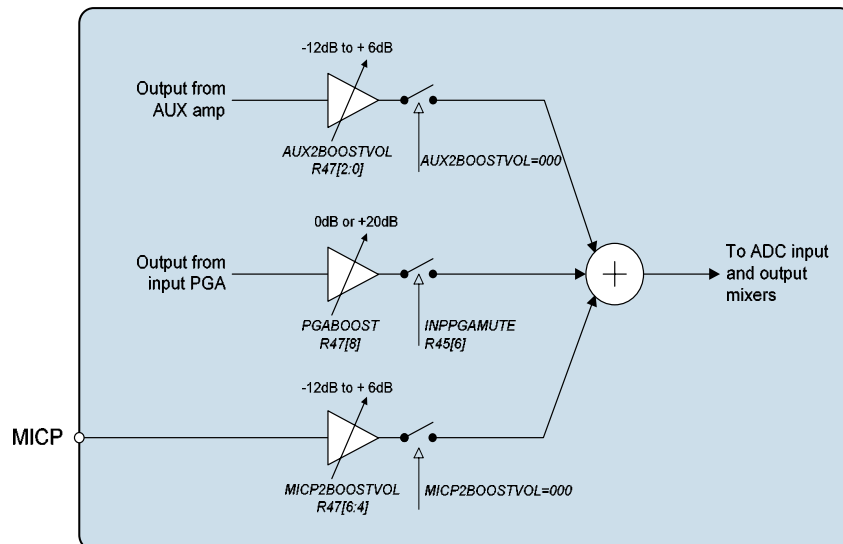 -12dB to + 6dB
Output from
AUX amp
AUX2BOOSTVOL
R47[2:0]
AUX2BOOSTVOL=000
0dB or +20dB
Output from
input PGA
PGABOOST
R47[8]
INPPGAMUTE
R45[6]
+
To ADC input
and output
mixers
-12dB to + 6dB
MICP
MICP2BOOSTVOL
R47[6:4]
MICP2BOOSTVOL=000